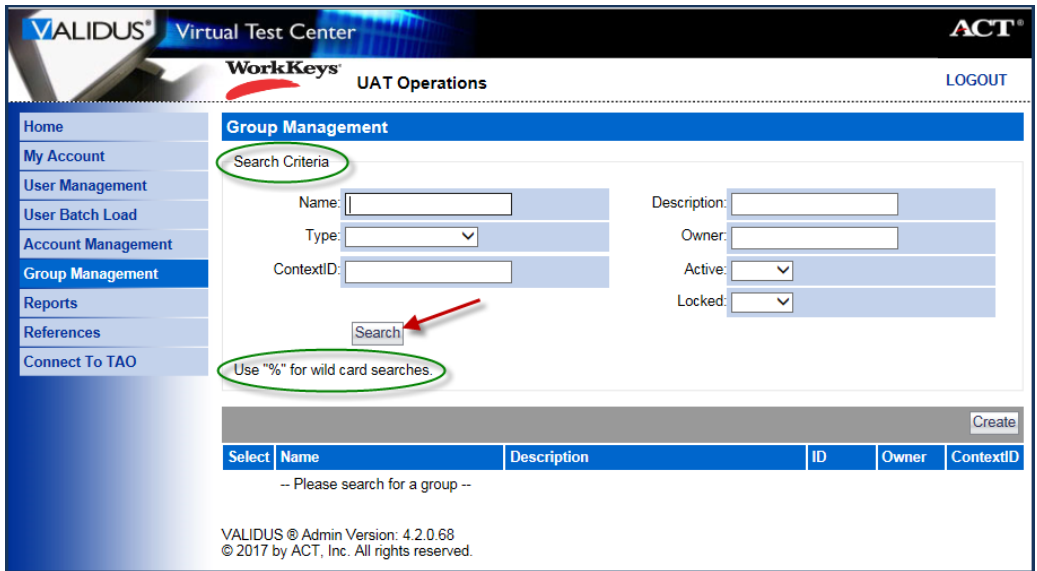 VALIDUS® Virtual Test Center ACT®
WorkKeys® UAT Operations LOGOUT
Home
My Account
User Management
User Batch Load
Account Management
Group Management
Reports
References
Connect To TAO
Group Management
Search Criteria
Name: Description:
Type: Owner:
ContextID: Active:
Locked:
Search
Use "%" for wild card searches.
Create
Select Name Description ID Owner ContextID
-- Please search for a group --
VALIDUS ® Admin Version: 4.2.0.68
© 2017 by ACT, Inc. All rights reserved.